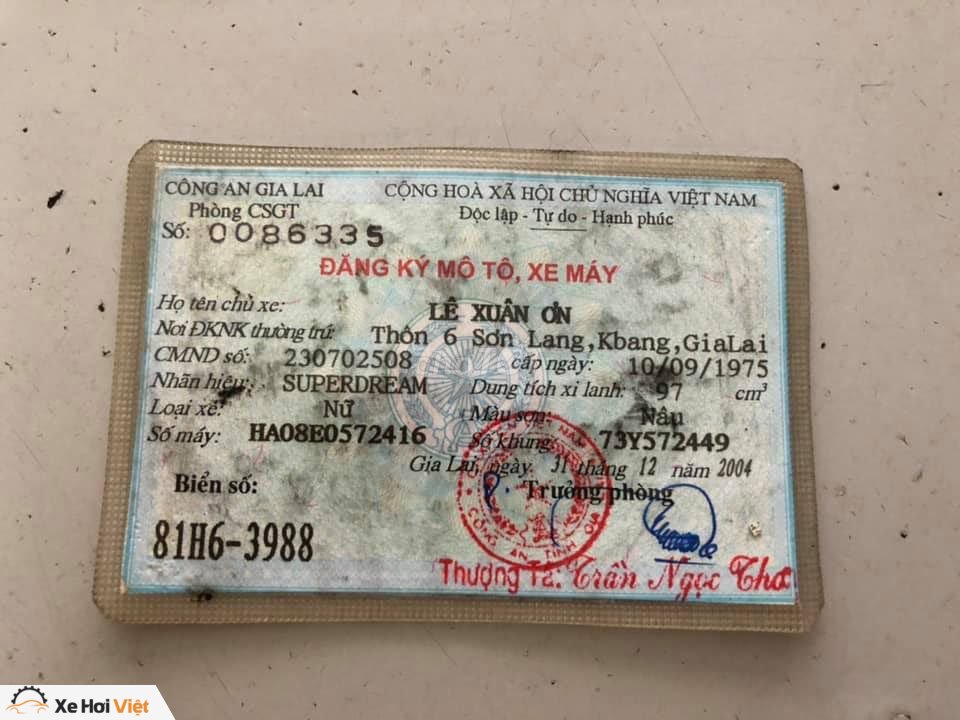 CÔNG AN GIA LAI
Phòng CSGT
Số: 0086335
CỘNG HOÀ XÃ HỘI CHỦ NGHĨA VIỆT NAM
Độc lập - Tự do - Hạnh phúc
ĐĂNG KÝ MÔ TÔ, XE MÁY
Họ tên chủ xe: LÊ XUÂN ƠN
Nơi ĐKNK thường trú: Thôn 6 Sơn Lang,Kbang,GiaLai
CMND số: 230702508 cấp ngày: 10/09/1975
Nhãn hiệu: SUPERDREAM Dung tích xi lanh: 97 cm³
Loại xe: Nữ Màu sơn: Nâu
Số máy: HA08E0572416 Số khung: 73Y572449
Gia Lai, ngày 31 tháng 12 năm 2004
Biển số: Trưởng phòng
81H6-3988
CÔNG AN TỈNH GIA
Thượng Tá: Trần Ngọc Thơ
Xe Hơi Việt